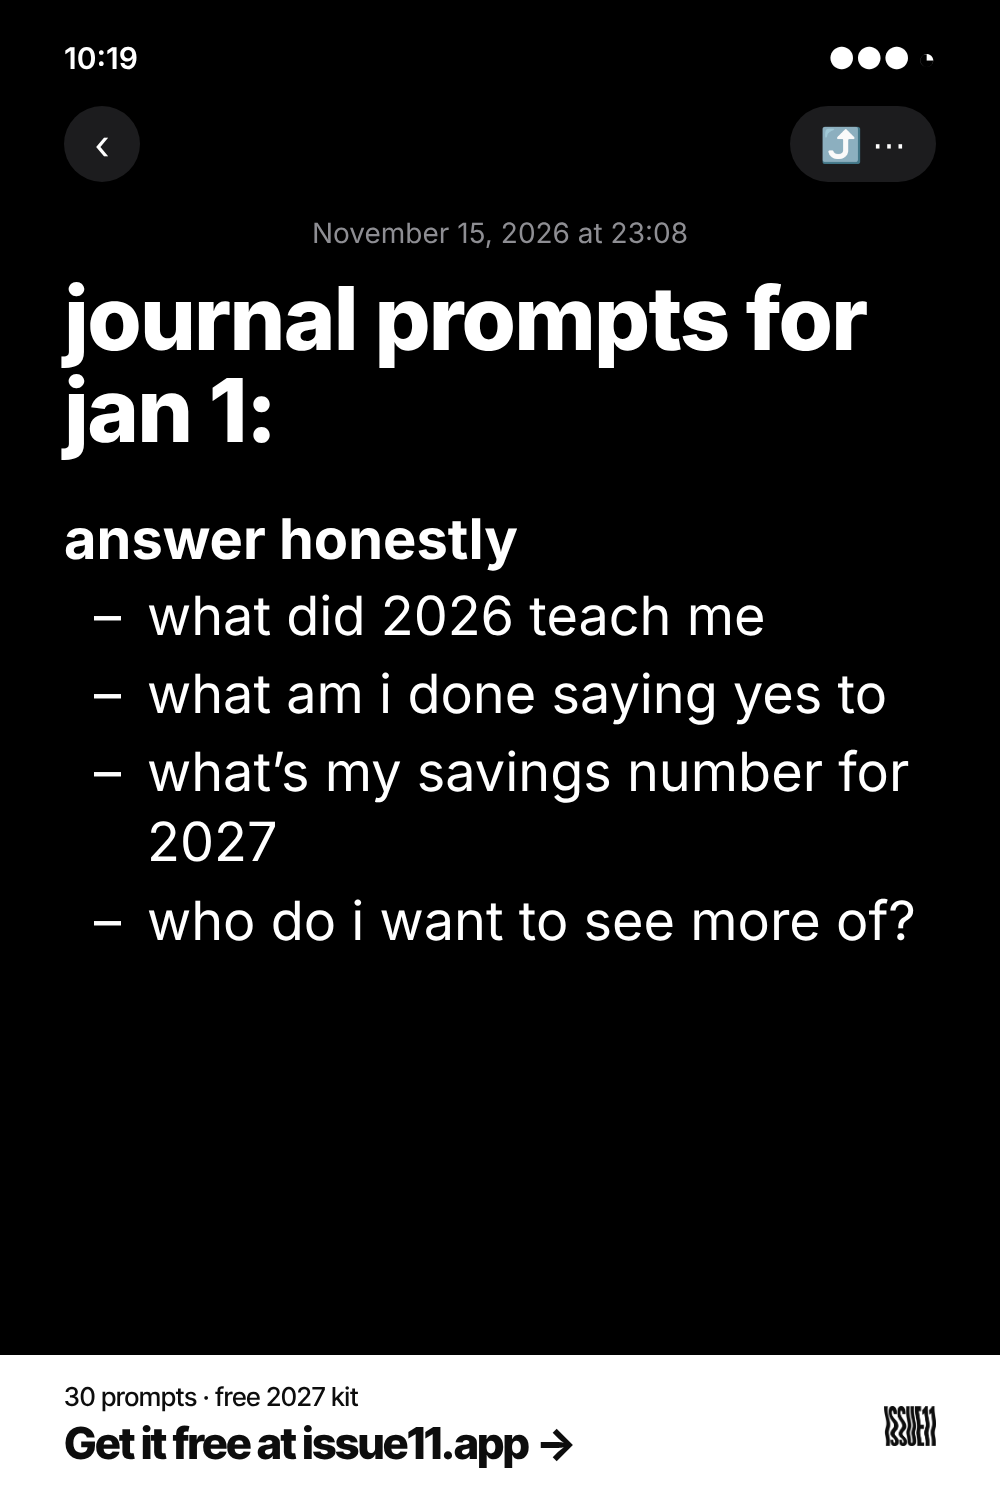 10:19
‹
⤴️ ...
November 15, 2026 at 23:08
journal prompts for
jan 1:
answer honestly
– what did 2026 teach me
– what am i done saying yes to
– what’s my savings number for
2027
– who do i want to see more of?
30 prompts · free 2027 kit
Get it free at issue11.app →
ISSUE11